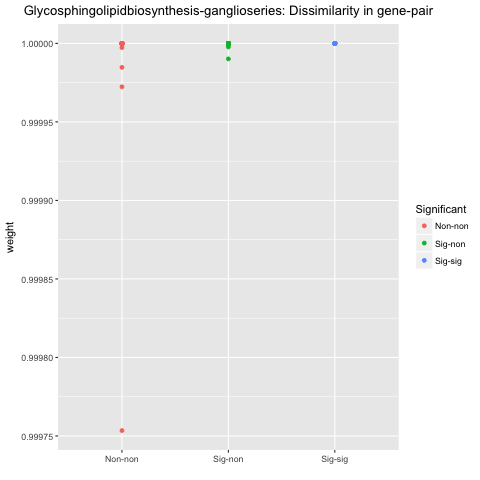 Glycosphingolipidbiosynthesis-ganglioseries: Dissimilarity in gene-pair
1.00000
0.99995
0.99990
0.99985
0.99980
0.99975
weight
Non-non
Sig-non
Sig-sig
Significant
Non-non
Sig-non
Sig-sig